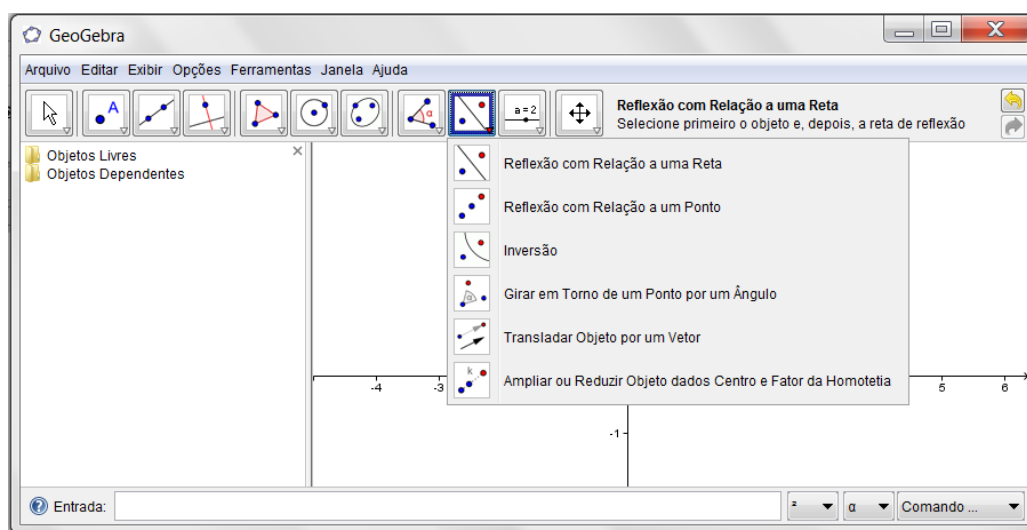 GeoGebra
Arquivo Editar Exibir Opções Ferramentas Janela Ajuda
A
α
a=2
Reflexão com Relação a uma Reta
Selecione primeiro o objeto e, depois, a reta de reflexão
Objetos Livres
Objetos Dependentes
Reflexão com Relação a uma Reta
Reflexão com Relação a um Ponto
Inversão
α
Girar em Torno de um Ponto por um Ângulo
Transladar Objeto por um Vetor
k
Ampliar ou Reduzir Objeto dados Centro e Fator da Homotetia
-4 -3 5 6
-1
Entrada: ² α Comando ...